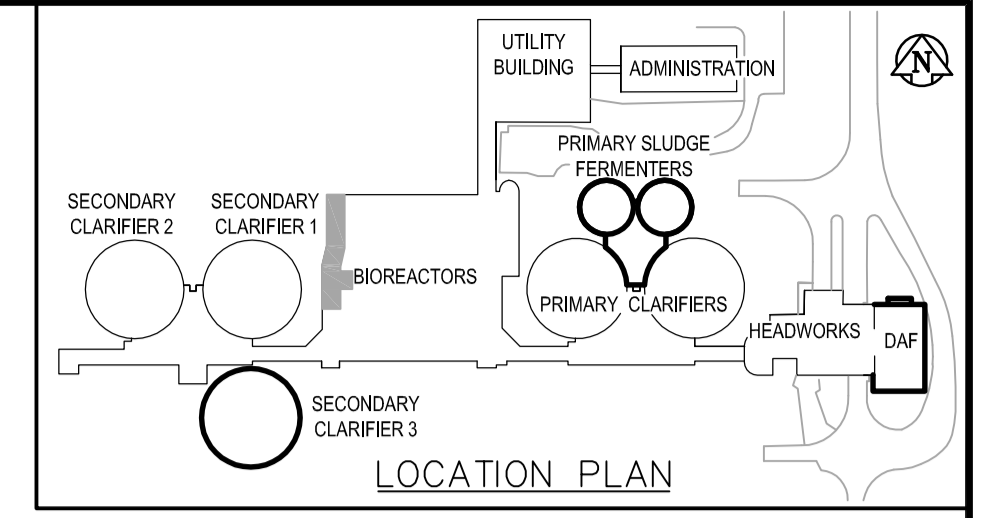 UTILITY
BUILDING
ADMINISTRATION
N
PRIMARY SLUDGE
FERMENTERS
SECONDARY
CLARIFIER 2
SECONDARY
CLARIFIER 1
BIOREACTORS
PRIMARY CLARIFIERS
HEADWORKS
DAF
SECONDARY
CLARIFIER 3
LOCATION PLAN